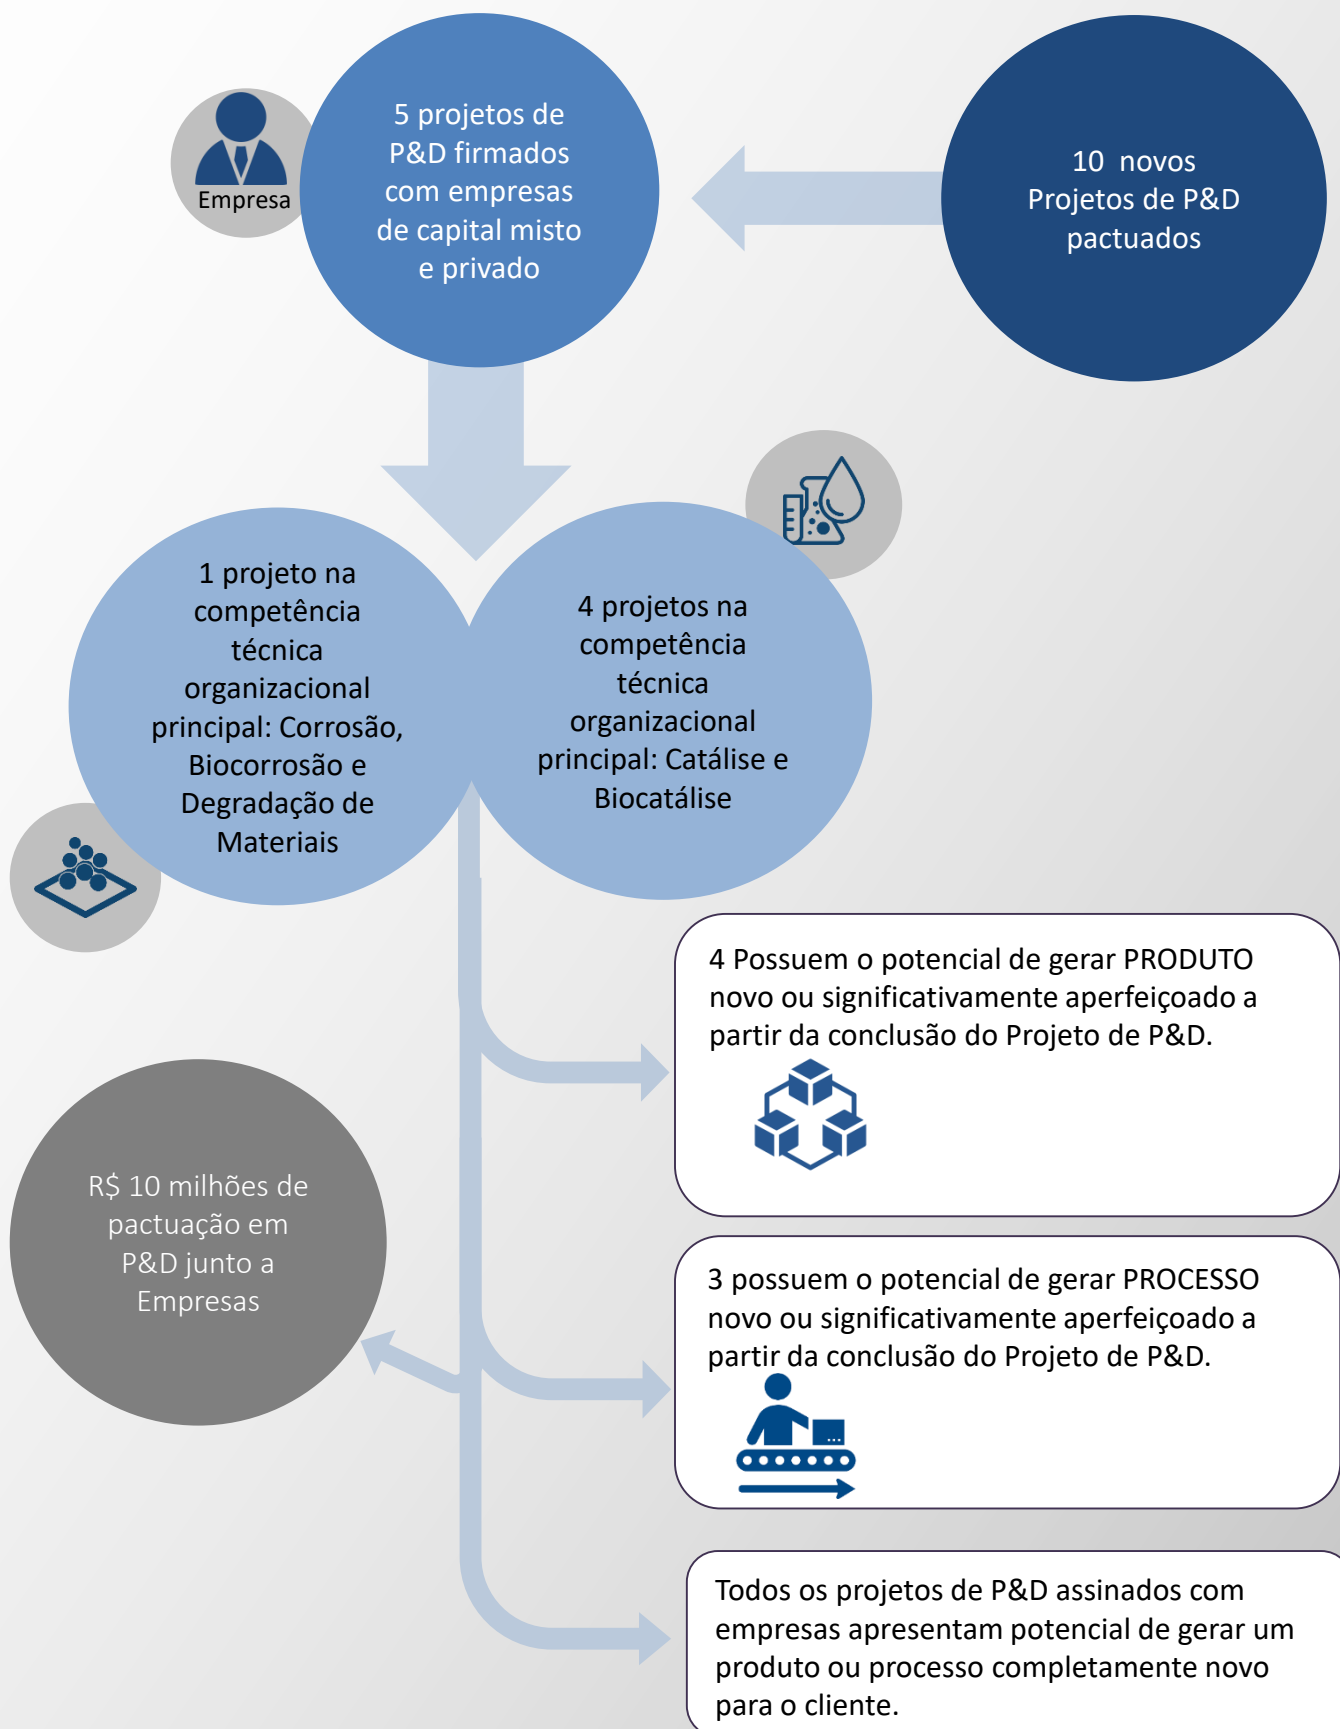 Empresa
5 projetos de
P&D firmados
com empresas
de capital misto
e privado
10 novos
Projetos de P&D
pactuados
1 projeto na
competência
técnica
organizacional
principal: Corrosão,
Biocorrosão e
Degradação de
Materiais
4 projetos na
competência
técnica
organizacional
principal: Catálise e
Biocatálise
4 Possuem o potencial de gerar PRODUTO
novo ou significativamente aperfeiçoado a
partir da conclusão do Projeto de P&D.
R$ 10 milhões de
pactuação em
P&D junto a
Empresas
3 possuem o potencial de gerar PROCESSO
novo ou significativamente aperfeiçoado a
partir da conclusão do Projeto de P&D.
Todos os projetos de P&D assinados com
empresas apresentam potencial de gerar um
produto ou processo completamente novo
para o cliente.